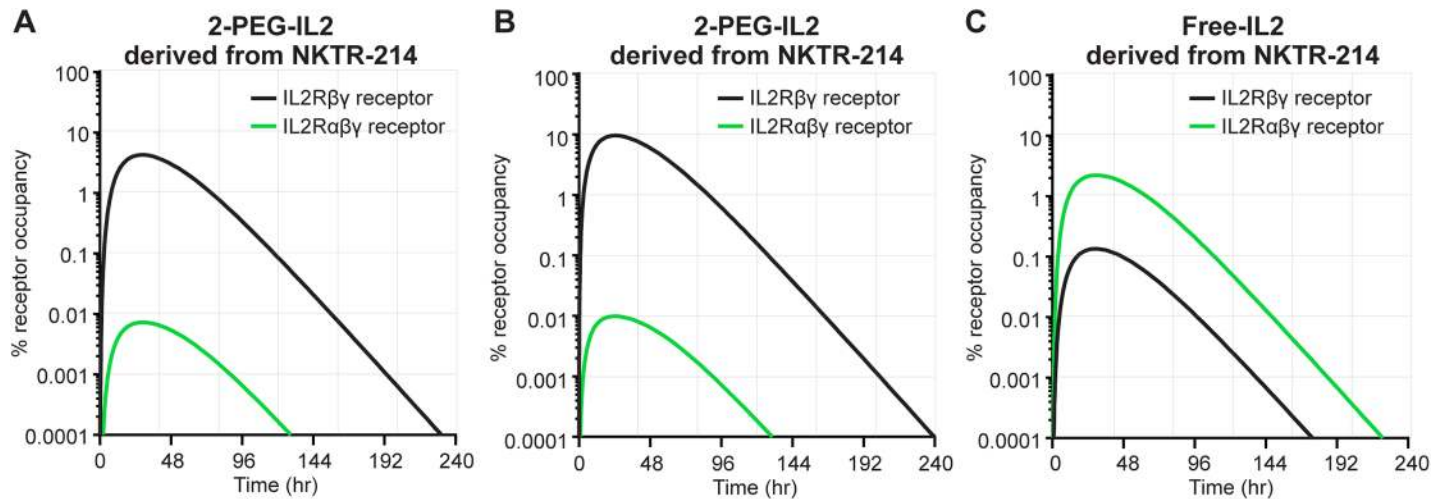 A
2-PEG-IL2
derived from NKTR-214
100
10
1
0.1
0.01
0.001
0.0001
% receptor occupancy
IL2Rβγ receptor
IL2Rαβγ receptor
0 48 96 144 192 240
Time (hr)
B
2-PEG-IL2
derived from NKTR-214
100
10
1
0.1
0.01
0.001
0.0001
% receptor occupancy
IL2Rβγ receptor
IL2Rαβγ receptor
0 48 96 144 192 240
Time (hr)
C
Free-IL2
derived from NKTR-214
100
10
1
0.1
0.01
0.001
0.0001
% receptor occupancy
IL2Rβγ receptor
IL2Rαβγ receptor
0 48 96 144 192 240
Time (hr)